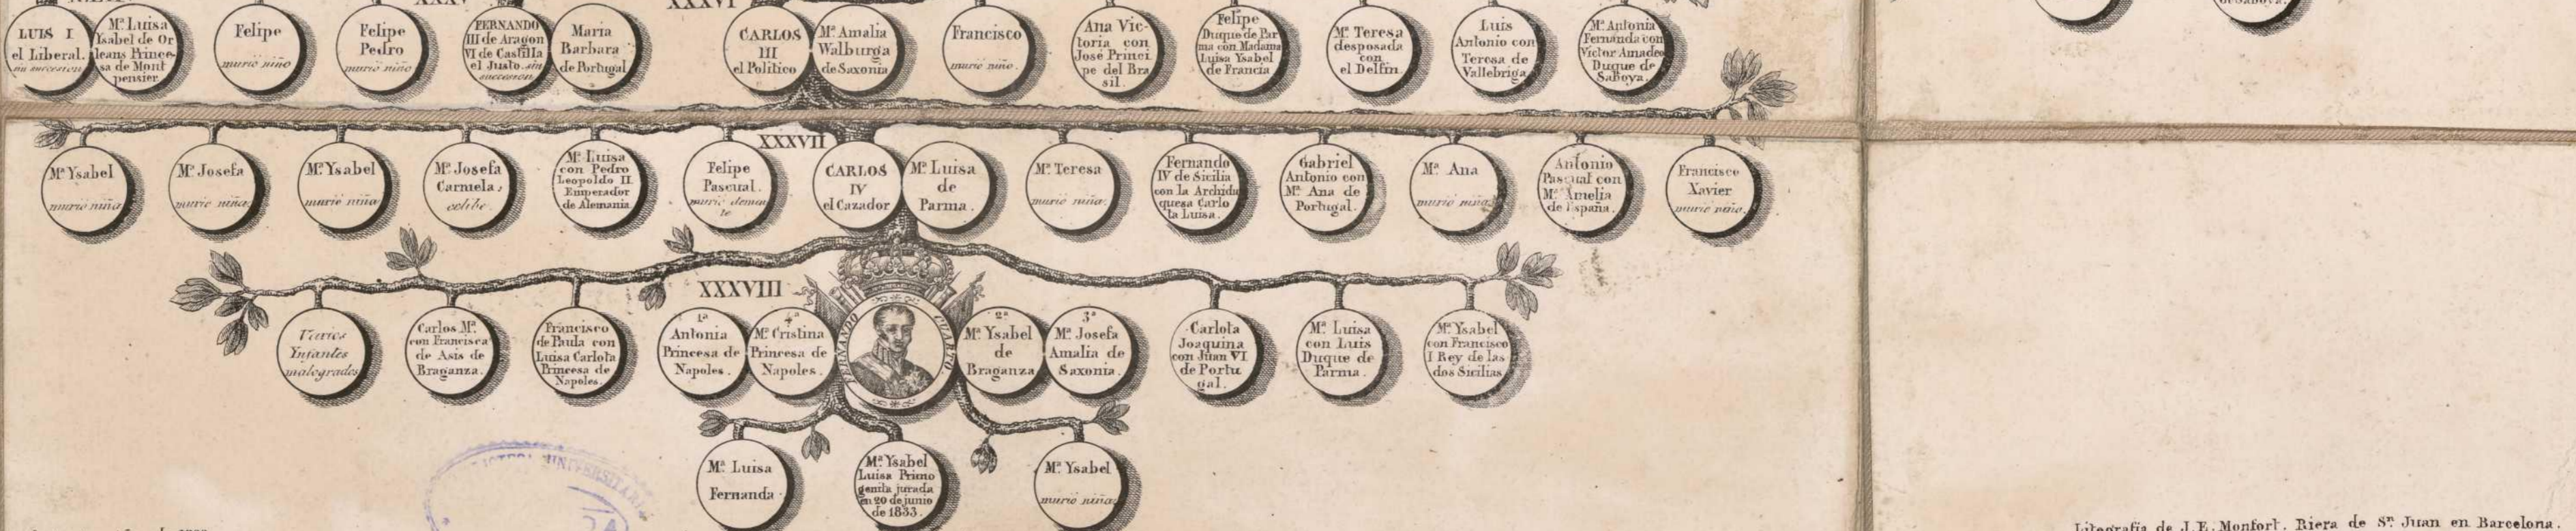 XXXVI
LUIS I
el Liberal.
sin succesion
Mª Luisa
Ysabel de Or
leans Prince-
sa de Mont
pensier.
Felipe
murió niño
Felipe
Pedro
murió niño
FERNANDO
III de Aragon
VI de Castilla
el Justo. sin
succesion
Maria
Barbara
de Portugal
CARLOS
III
el Politico
Mª Amalia
Walburga
de Saxonia
Francisco
murió niño.
Ana Vic-
toria con
José Princi
pe del Bra
sil.
Felipe
Duque de Par
ma con Madama
Luisa Ysabel
de Francia
Mª Teresa
desposada
con
el Delfin.
Luis
Antonio con
Teresa de
Vallebriga
Mª Antonia
Fernanda con
Victor Amadeo
Duque de
Saboya.
XXXVII
Mª Ysabel
murió niña
Mª Josefa
murió niña
Mª Ysabel
murió niña
Mª Josefa
Carmela;
celibe.
Mª Luisa
con Pedro
Leopoldo II
Emperador
de Alemania
Felipe
Pascual.
murió demen
te
CARLOS
IV
el Cazador
Mª Luisa
de
Parma.
Mª Teresa
murió niña.
Fernando
IV de Sicilia
con la Archidu
quesa Carlo
ta Luisa.
Gabriel
Antonio con
Mª Ana de
Portugal.
Mª Ana
murió niña
Antonio
Pascual con
Mª Amelia
de España.
Francisco
Xavier
murió niño.
XXXVIII
Varios
Ynfantes
malogrados
Carlos Mª
con Francisca
de Asis de
Braganza.
Francisco
de Paula con
Luisa Carlota
Princesa de
Napoles.
1ª
Antonia
Princesa de
Napoles.
4ª
Mª Cristina
Princesa de
Napoles.
FERNANDO CUARTO
2ª
Mª Ysabel
de
Braganza
3ª
Mª Josefa
Amalia de
Saxonia.
Carlota
Joaquina
con Juan VI
de Portu
gal.
Mª Luisa
con Luis
Duque de
Parma.
Mª Ysabel
con Francisco
I Rey de las
dos Sicilias
Mª Luisa
Fernanda
Mª Ysabel
Luisa Primo
genita jurada
en 20 de junio
de 1833.
Mª Ysabel
murió niña
UNIVERSITARIA
Litografía de J. E. Monfort. Riera de Sn. Juan en Barcelona.